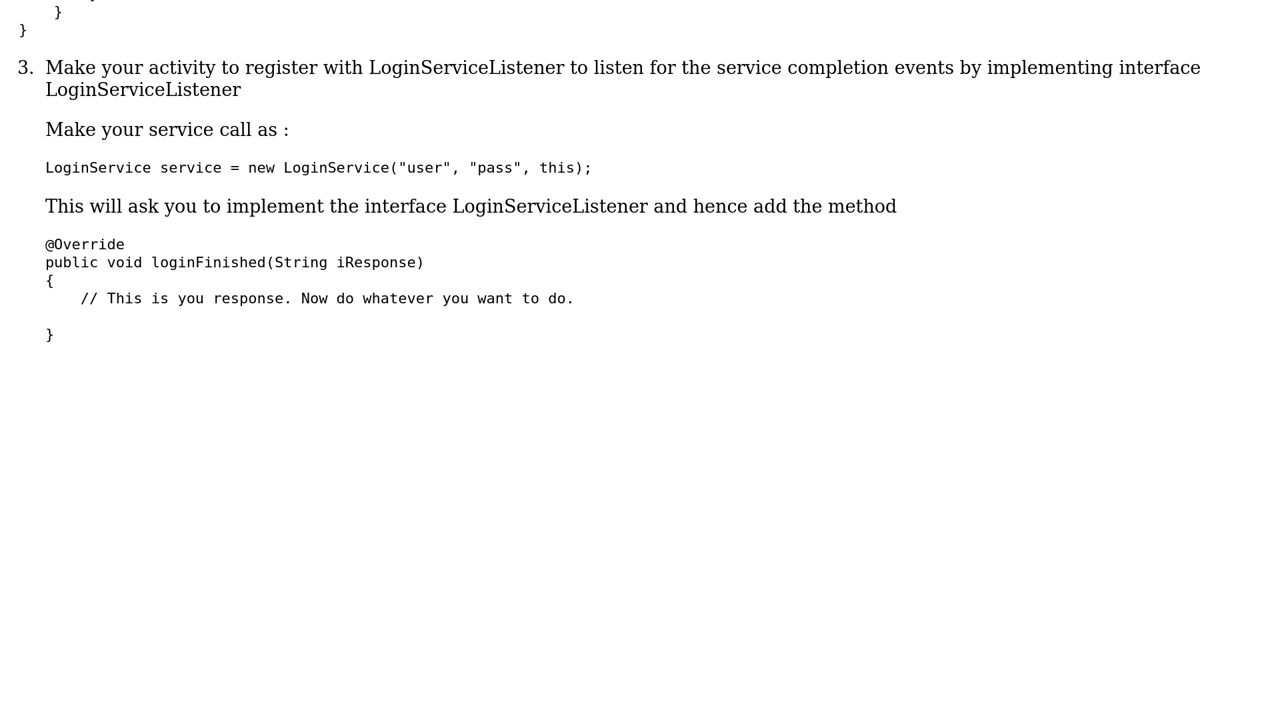 }
}
3. Make your activity to register with LoginServiceListener to listen for the service completion events by implementing interface
LoginServiceListener
Make your service call as :
LoginService service = new LoginService("user", "pass", this);
This will ask you to implement the interface LoginServiceListener and hence add the method
@Override
public void loginFinished(String iResponse)
{
    // This is you response. Now do whatever you want to do.
}